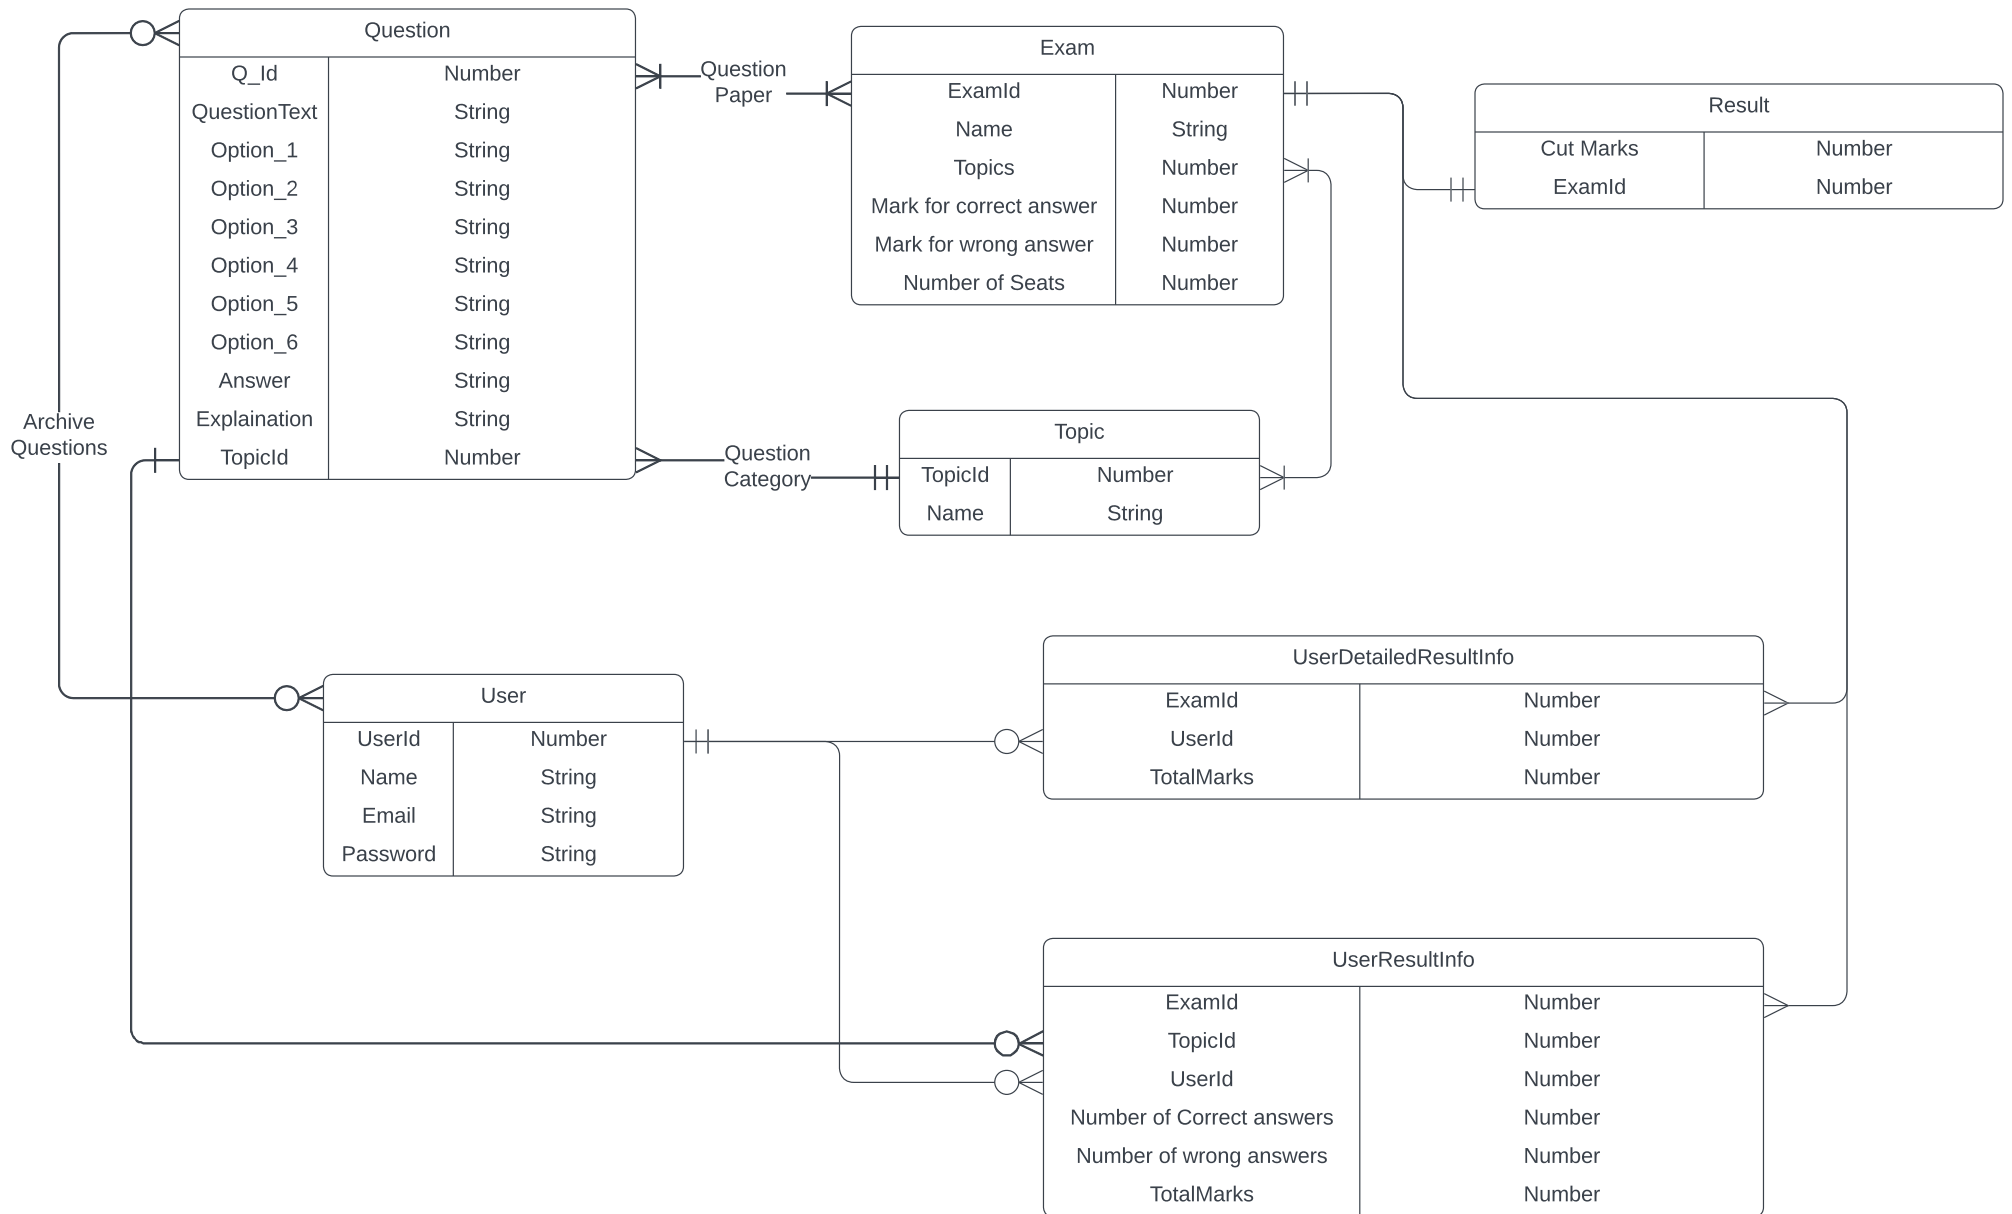 Question
Q_Id Number
QuestionText String
Option_1 String
Option_2 String
Option_3 String
Option_4 String
Option_5 String
Option_6 String
Answer String
Explaination String
TopicId Number
Question
Paper
Exam
ExamId Number
Name String
Topics Number
Mark for correct answer Number
Mark for wrong answer Number
Number of Seats Number
Result
Cut Marks Number
ExamId Number
Archive
Questions
Question
Category
Topic
TopicId Number
Name String
User
UserId Number
Name String
Email String
Password String
UserDetailedResultInfo
ExamId Number
UserId Number
TotalMarks Number
UserResultInfo
ExamId Number
TopicId Number
UserId Number
Number of Correct answers Number
Number of wrong answers Number
TotalMarks Number